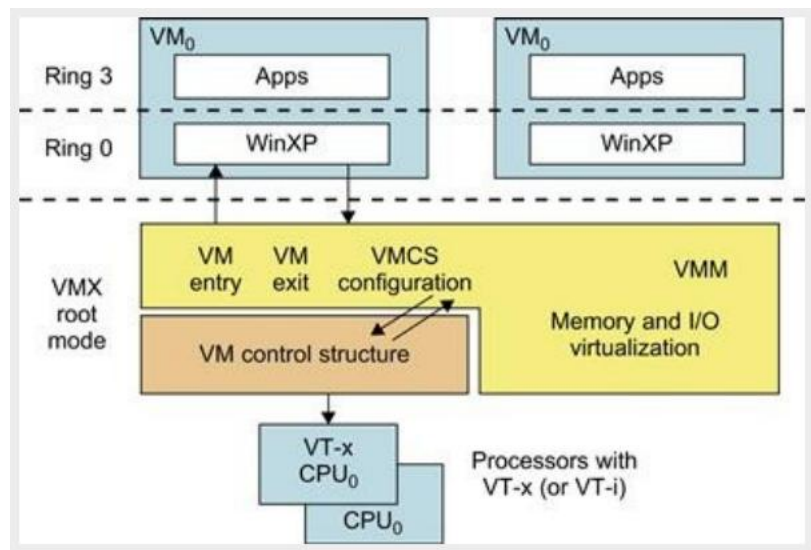 VM₀
VM₀
Ring 3
Apps
Apps
Ring 0
WinXP
WinXP
VM
entry
VM
exit
VMCS
configuration
VMM
VMX
root
mode
Memory and I/O
virtualization
VM control structure
VT-x
CPU₀
CPU₀
Processors with
VT-x (or VT-i)